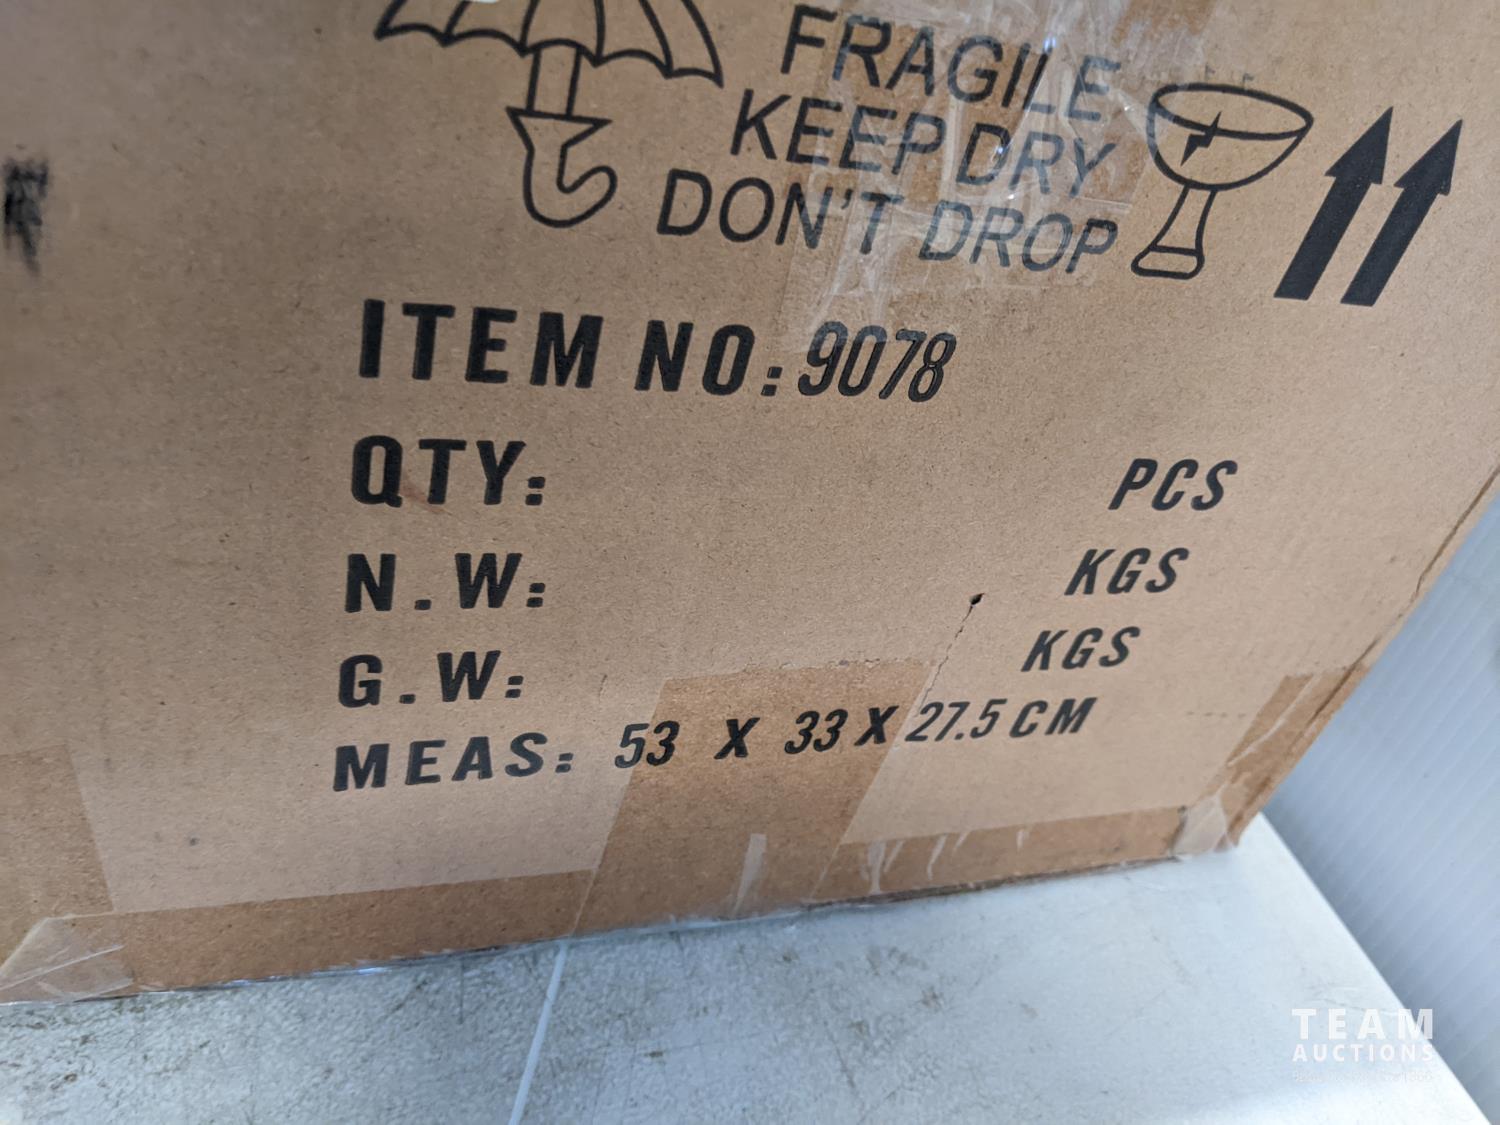 FRAGILE
KEEP DRY
DON'T DROP
ITEM NO: 9078
QTY: PCS
N.W: KGS
G.W: KGS
MEAS: 53 X 33 X 27.5 CM
TEAM
AUCTIONS